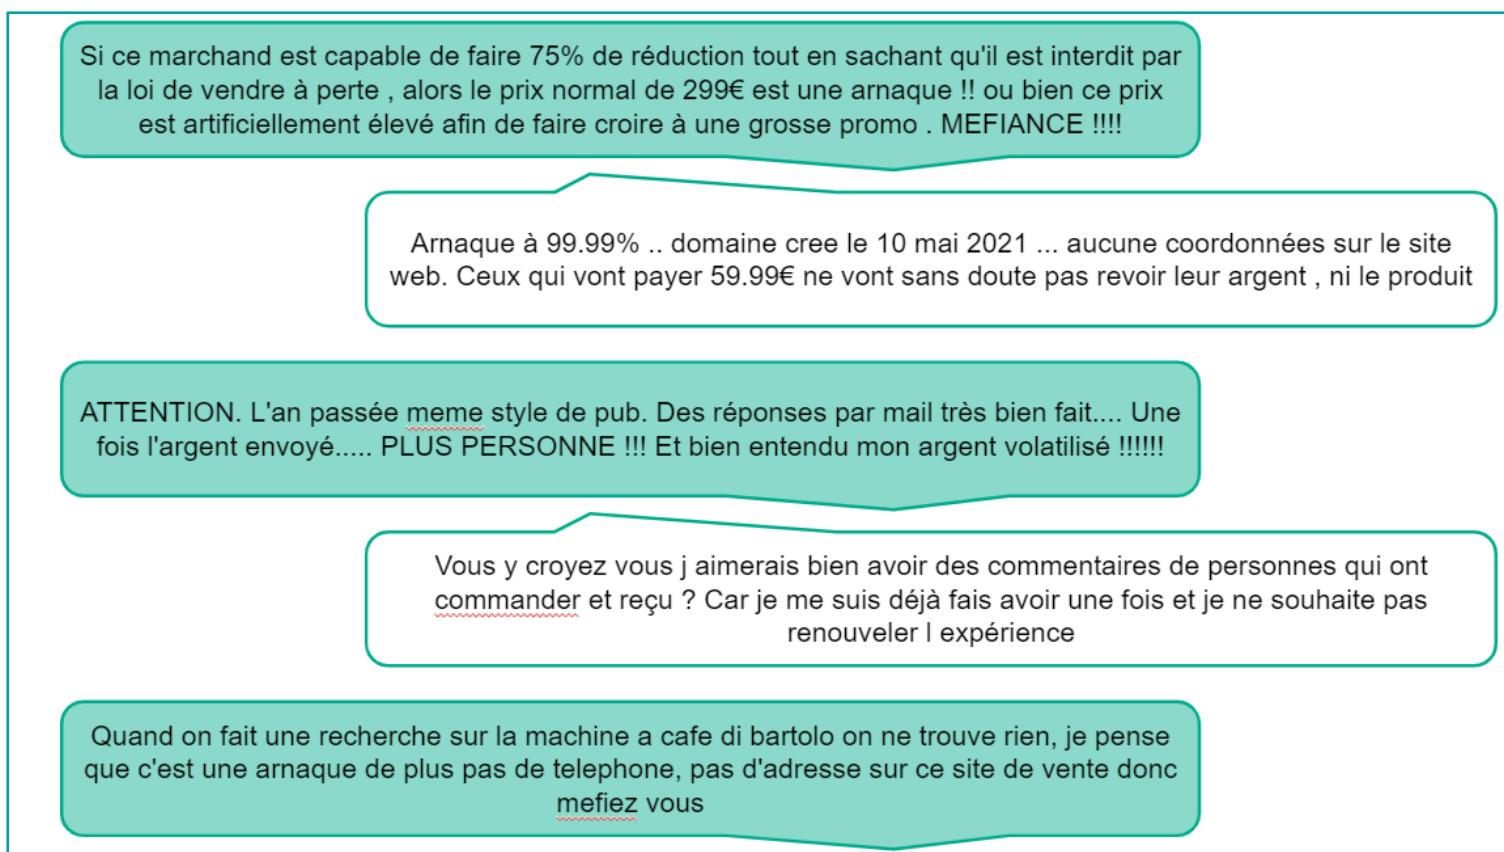 Si ce marchand est capable de faire 75% de réduction tout en sachant qu'il est interdit par
la loi de vendre à perte , alors le prix normal de 299€ est une arnaque !! ou bien ce prix
est artificiellement élevé afin de faire croire à une grosse promo . MEFIANCE !!!!
Arnaque à 99.99% .. domaine cree le 10 mai 2021 ... aucune coordonnées sur le site
web. Ceux qui vont payer 59.99€ ne vont sans doute pas revoir leur argent , ni le produit
ATTENTION. L'an passée meme style de pub. Des réponses par mail très bien fait.... Une
fois l'argent envoyé..... PLUS PERSONNE !!! Et bien entendu mon argent volatilisé !!!!!!
Vous y croyez vous j aimerais bien avoir des commentaires de personnes qui ont
commander et reçu ? Car je me suis déjà fais avoir une fois et je ne souhaite pas
renouveler l expérience
Quand on fait une recherche sur la machine a cafe di bartolo on ne trouve rien, je pense
que c'est une arnaque de plus pas de telephone, pas d'adresse sur ce site de vente donc
mefiez vous